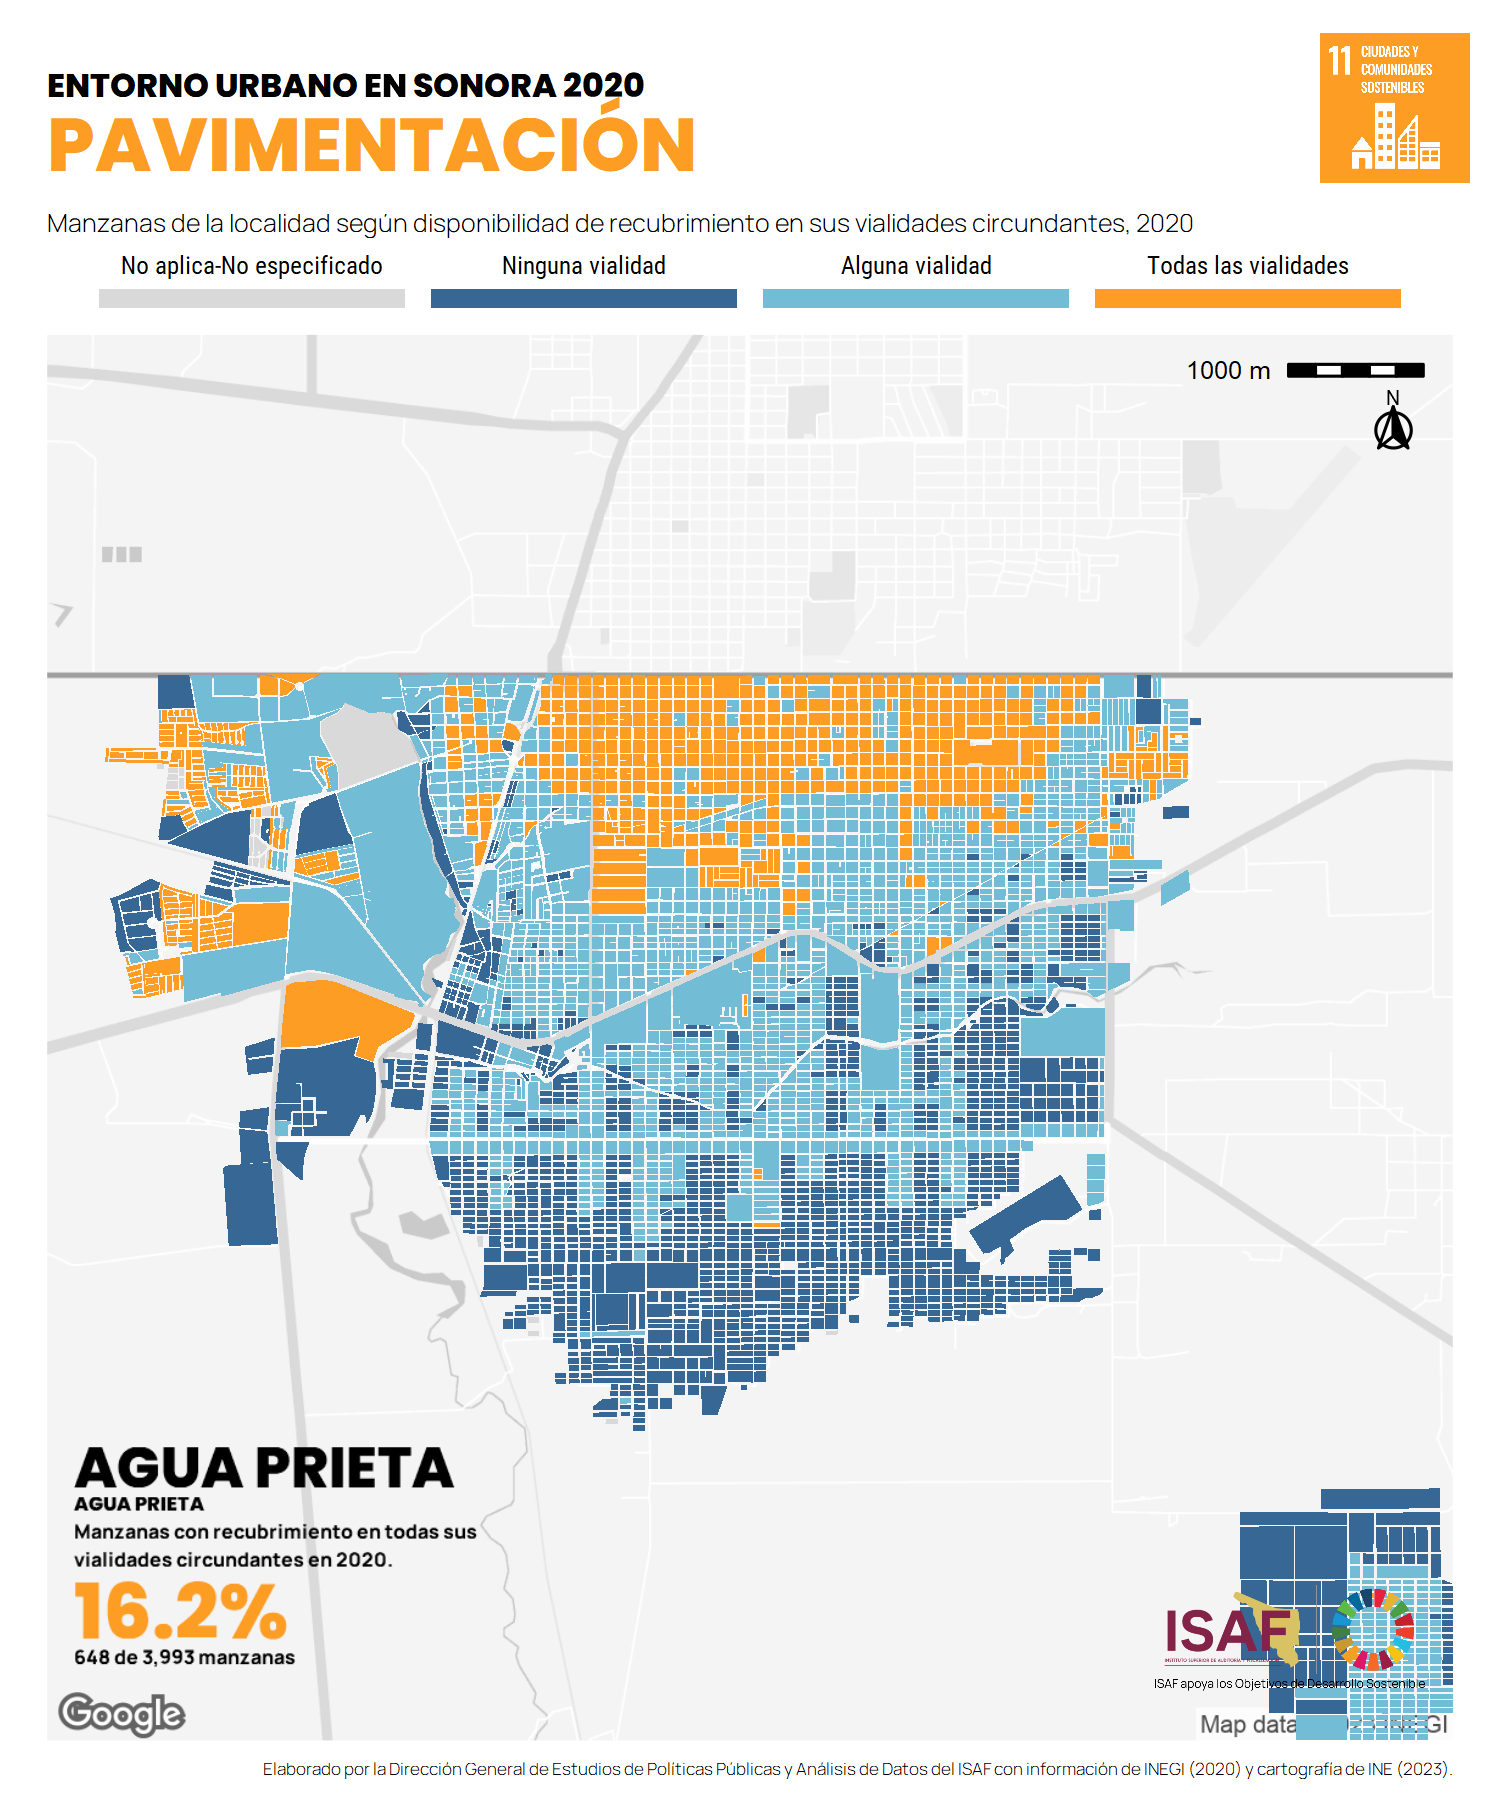 ENTORNO URBANO EN SONORA 2020
PAVIMENTACIÓN
11 CIUDADES Y
COMUNIDADES
SOSTENIBLES
Manzanas de la localidad según disponibilidad de recubrimiento en sus vialidades circundantes, 2020
No aplica-No especificado Ninguna vialidad Alguna vialidad Todas las vialidades
1000 m
N
AGUA PRIETA
AGUA PRIETA
Manzanas con recubrimiento en todas sus
vialidades circundantes en 2020.
16.2%
648 de 3,993 manzanas
ISAF
ISAF apoya los Objetivos de Desarrollo Sostenible
Google
Map data
Elaborado por la Dirección General de Estudios de Políticas Públicas y Análisis de Datos del ISAF con información de INEGI (2020) y cartografía de INE (2023).